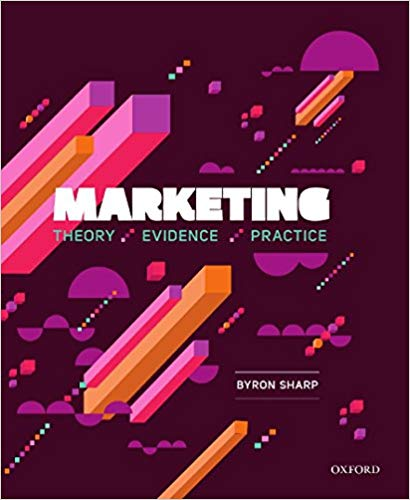 MARKETING
THEORY EVIDENCE PRACTICE
BYRON SHARP
OXFORD